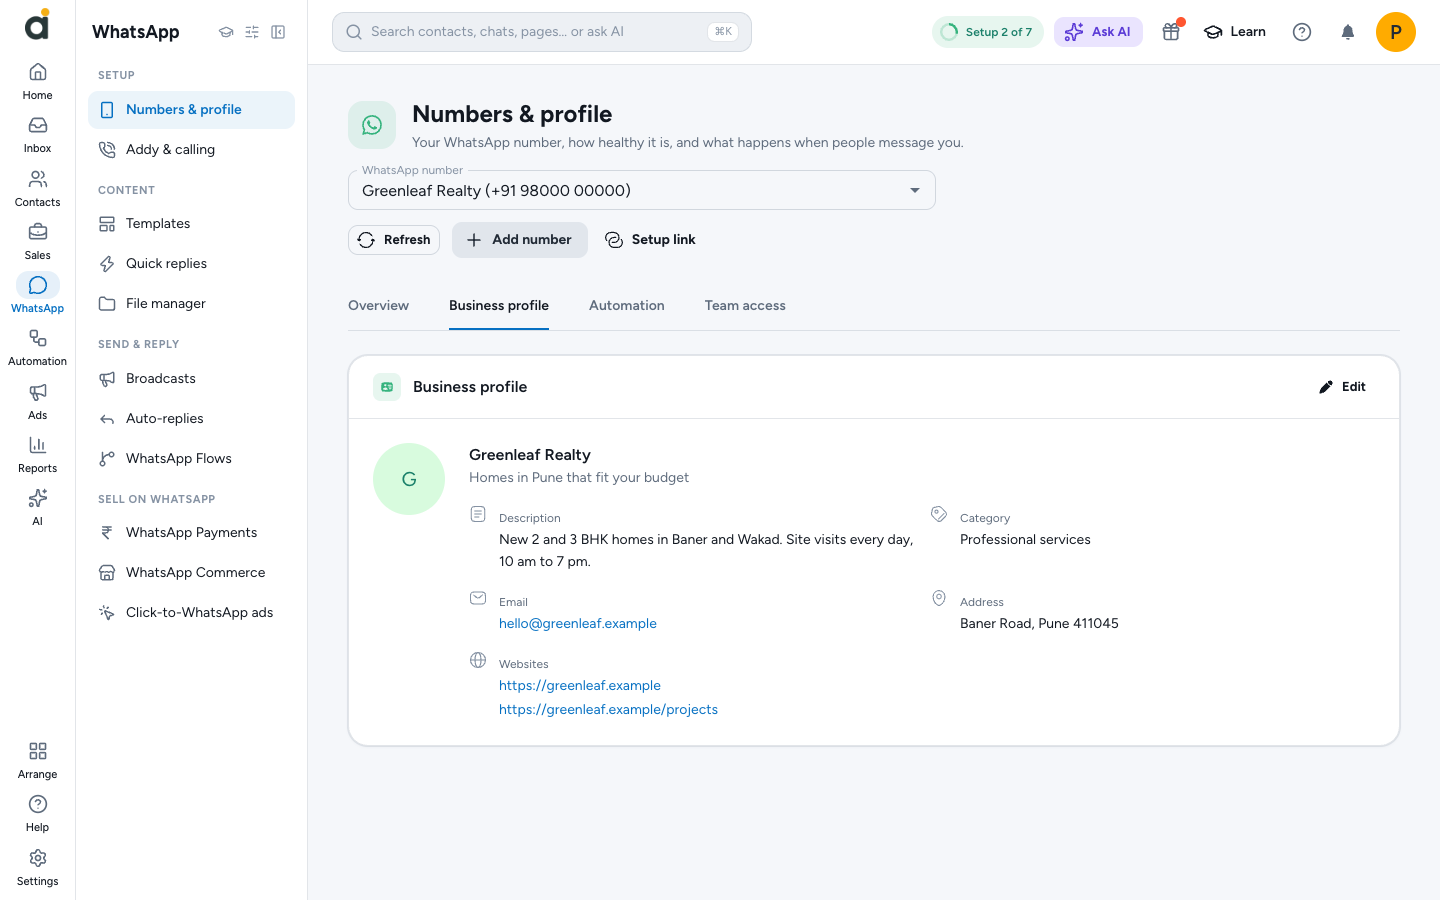 WhatsApp
Search contacts, chats, pages... or ask AI
⌘K
Setup 2 of 7
Ask AI
Learn
P
Home
Inbox
Contacts
Sales
WhatsApp
Automation
Ads
Reports
AI
Arrange
Help
Settings
SETUP
Numbers & profile
Addy & calling
CONTENT
Templates
Quick replies
File manager
SEND & REPLY
Broadcasts
Auto-replies
WhatsApp Flows
SELL ON WHATSAPP
WhatsApp Payments
WhatsApp Commerce
Click-to-WhatsApp ads
Numbers & profile
Your WhatsApp number, how healthy it is, and what happens when people message you.
WhatsApp number
Greenleaf Realty (+91 98000 00000)
Refresh
Add number
Setup link
Overview
Business profile
Automation
Team access
Business profile
Edit
G
Greenleaf Realty
Homes in Pune that fit your budget
Description
New 2 and 3 BHK homes in Baner and Wakad. Site visits every day,
10 am to 7 pm.
Category
Professional services
Email
hello@greenleaf.example
Address
Baner Road, Pune 411045
Websites
https://greenleaf.example
https://greenleaf.example/projects